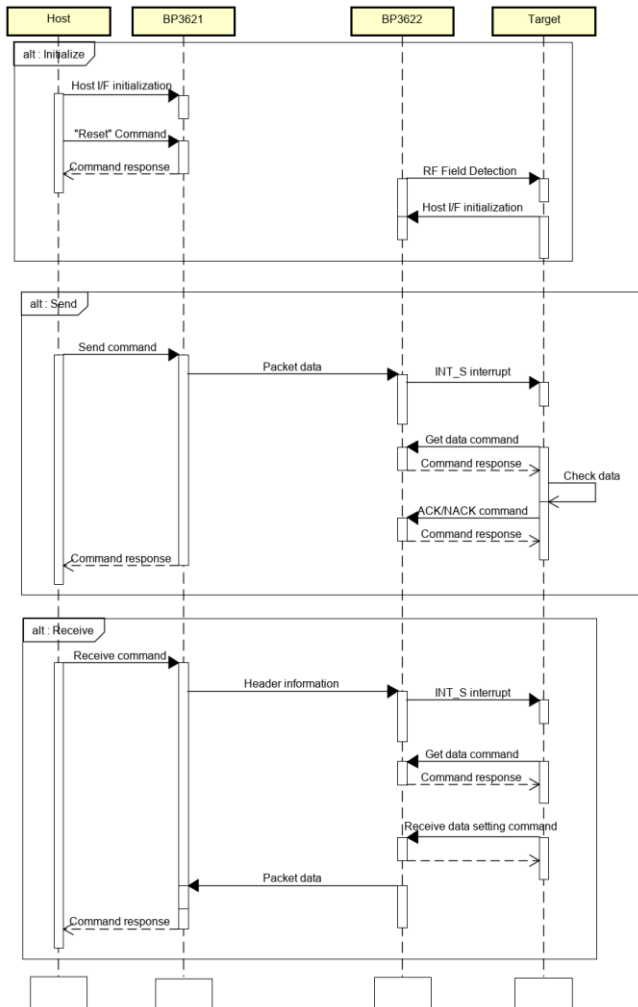 Host
BP3621
BP3622
Target
alt : Initialize
Host I/F initialization
"Reset" Command
Command response
RF Field Detection
Host I/F initialization
alt : Send
Send command
Packet data
INT_S interrupt
Get data command
Command response
Check data
ACK/NACK command
Command response
Command response
alt : Receive
Receive command
Header information
INT_S interrupt
Get data command
Command response
Receive data setting command
Packet data
Command response